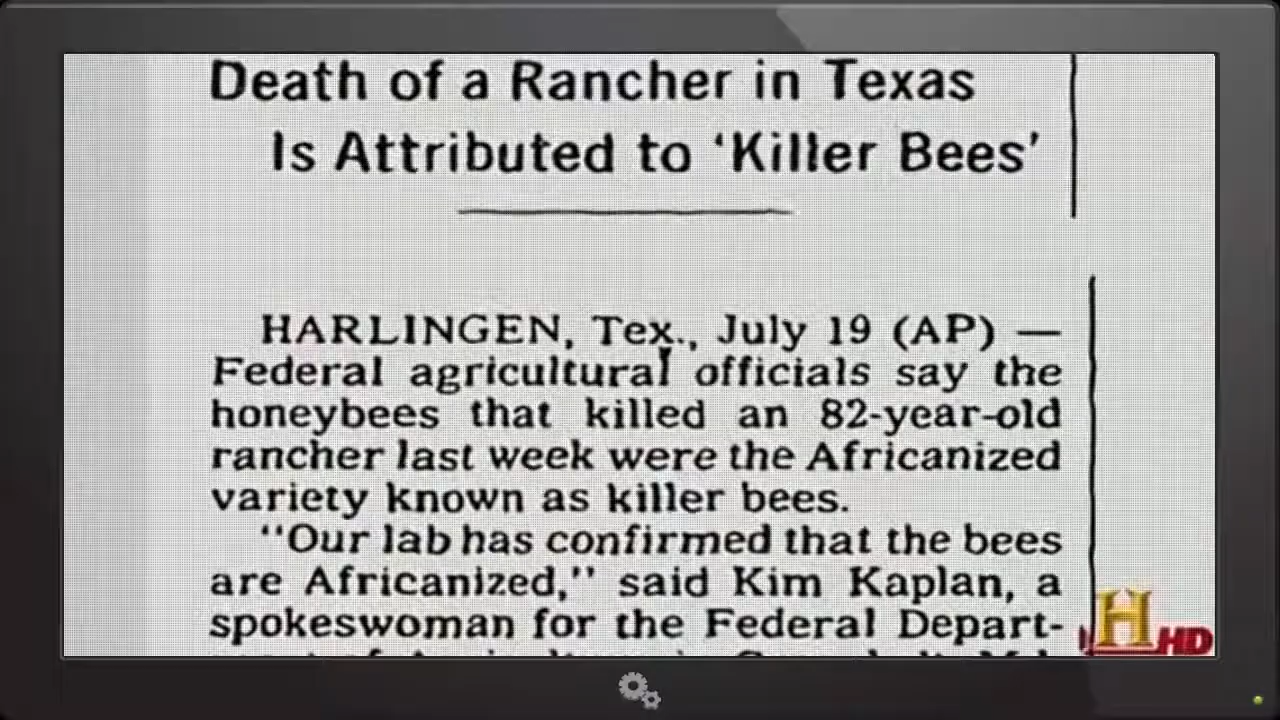 Death of a Rancher in Texas
Is Attributed to ‘Killer Bees’
HARLINGEN, Tex., July 19 (AP) —
Federal agricultural officials say the
honeybees that killed an 82-year-old
rancher last week were the Africanized
variety known as killer bees.
‘‘Our lab has confirmed that the bees
are Africanized,’’ said Kim Kaplan, a
spokeswoman for the Federal Depart-
H HD